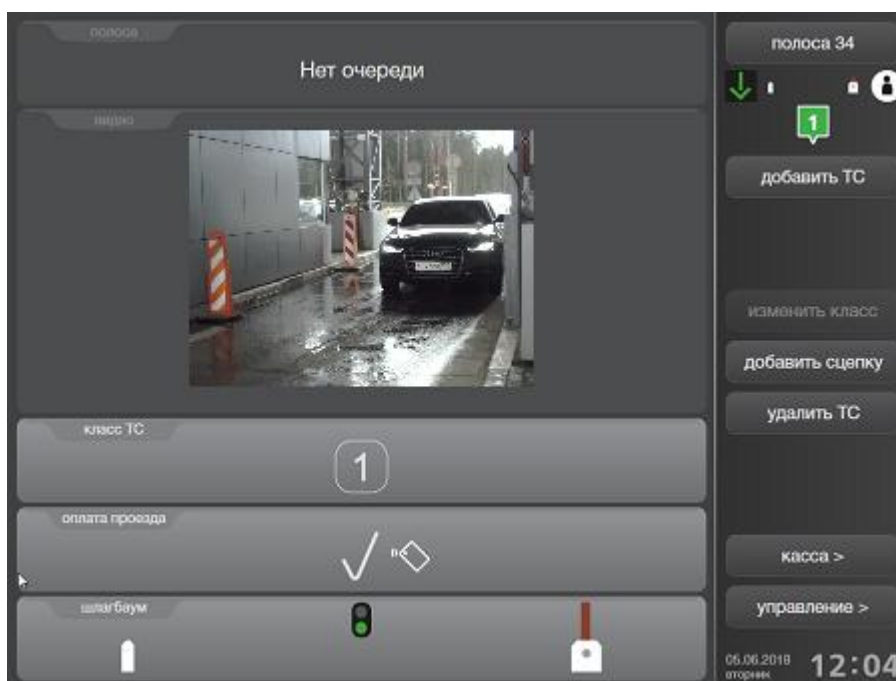 полоса
Нет очереди
видео
класс ТС
1
оплата проезда
шлагбаум
полоса 34
1
добавить ТС
изменить класс
добавить сцепку
удалить ТС
касса >
управление >
05.06.2018
вторник
12:04